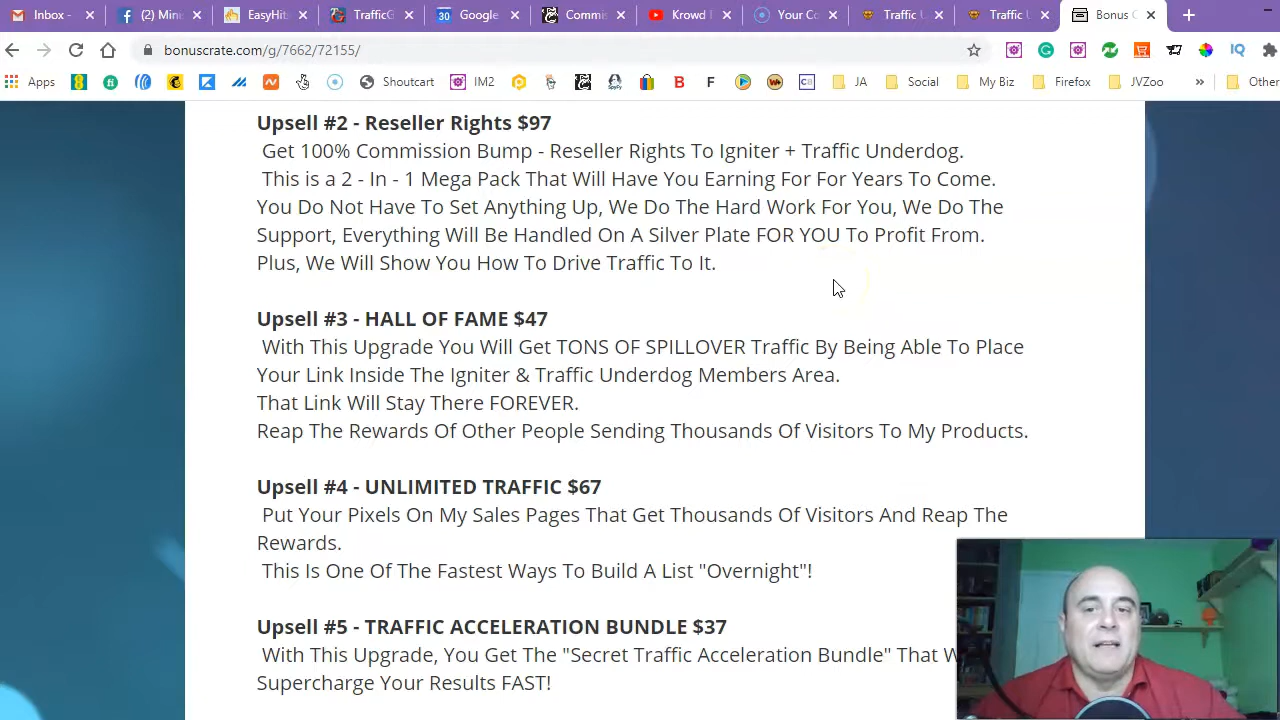 Inbox -
(2) Mino
EasyHits
TrafficG
Google
Commis
Krowd I
Your Co
Traffic U
Traffic U
Bonus C
bonuscrate.com/g/7662/72155/
Apps
Shoutcart
IM2
B
F
CB
JA
Social
My Biz
Firefox
JVZoo
»
Other
Upsell #2 - Reseller Rights $97
Get 100% Commission Bump - Reseller Rights To Igniter + Traffic Underdog.
This is a 2 - In - 1 Mega Pack That Will Have You Earning For For Years To Come.
You Do Not Have To Set Anything Up, We Do The Hard Work For You, We Do The
Support, Everything Will Be Handled On A Silver Plate FOR YOU To Profit From.
Plus, We Will Show You How To Drive Traffic To It.
Upsell #3 - HALL OF FAME $47
With This Upgrade You Will Get TONS OF SPILLOVER Traffic By Being Able To Place
Your Link Inside The Igniter & Traffic Underdog Members Area.
That Link Will Stay There FOREVER.
Reap The Rewards Of Other People Sending Thousands Of Visitors To My Products.
Upsell #4 - UNLIMITED TRAFFIC $67
Put Your Pixels On My Sales Pages That Get Thousands Of Visitors And Reap The
Rewards.
This Is One Of The Fastest Ways To Build A List "Overnight"!
Upsell #5 - TRAFFIC ACCELERATION BUNDLE $37
With This Upgrade, You Get The "Secret Traffic Acceleration Bundle" That W
Supercharge Your Results FAST!